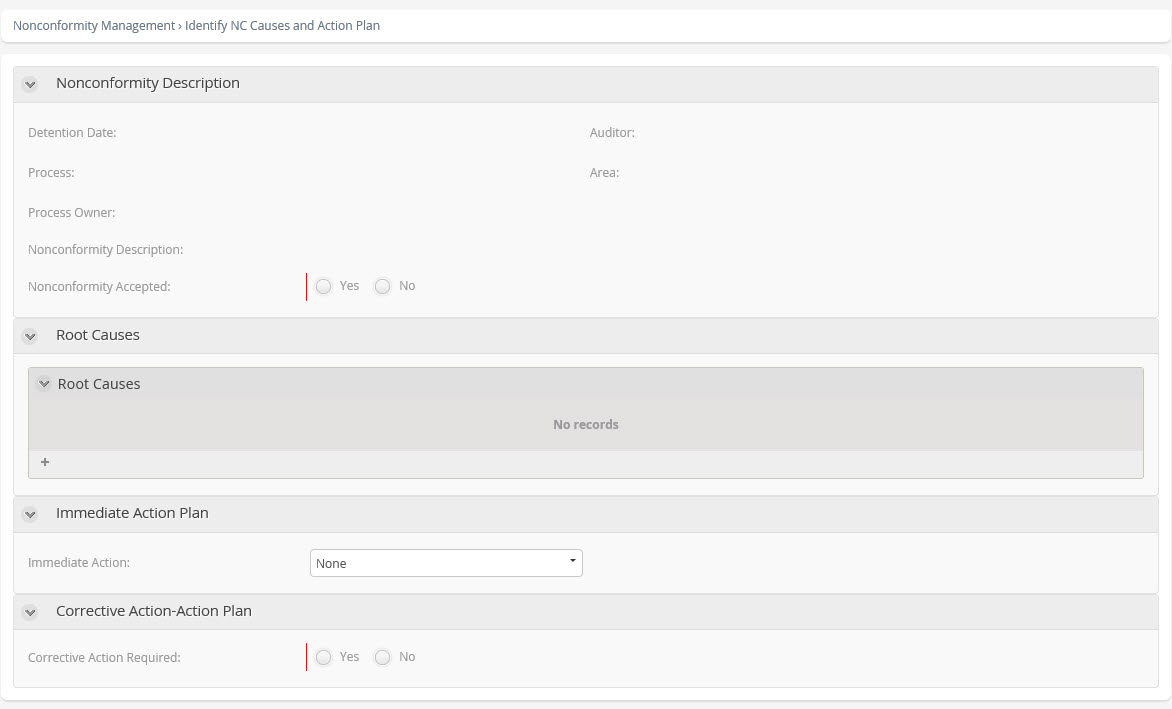 Nonconformity Management › Identify NC Causes and Action Plan
Nonconformity Description
Detention Date:
Auditor:
Process:
Area:
Process Owner:
Nonconformity Description:
Nonconformity Accepted:
Yes No
Root Causes
Root Causes
No records
+
Immediate Action Plan
Immediate Action:
None
Corrective Action-Action Plan
Corrective Action Required:
Yes No